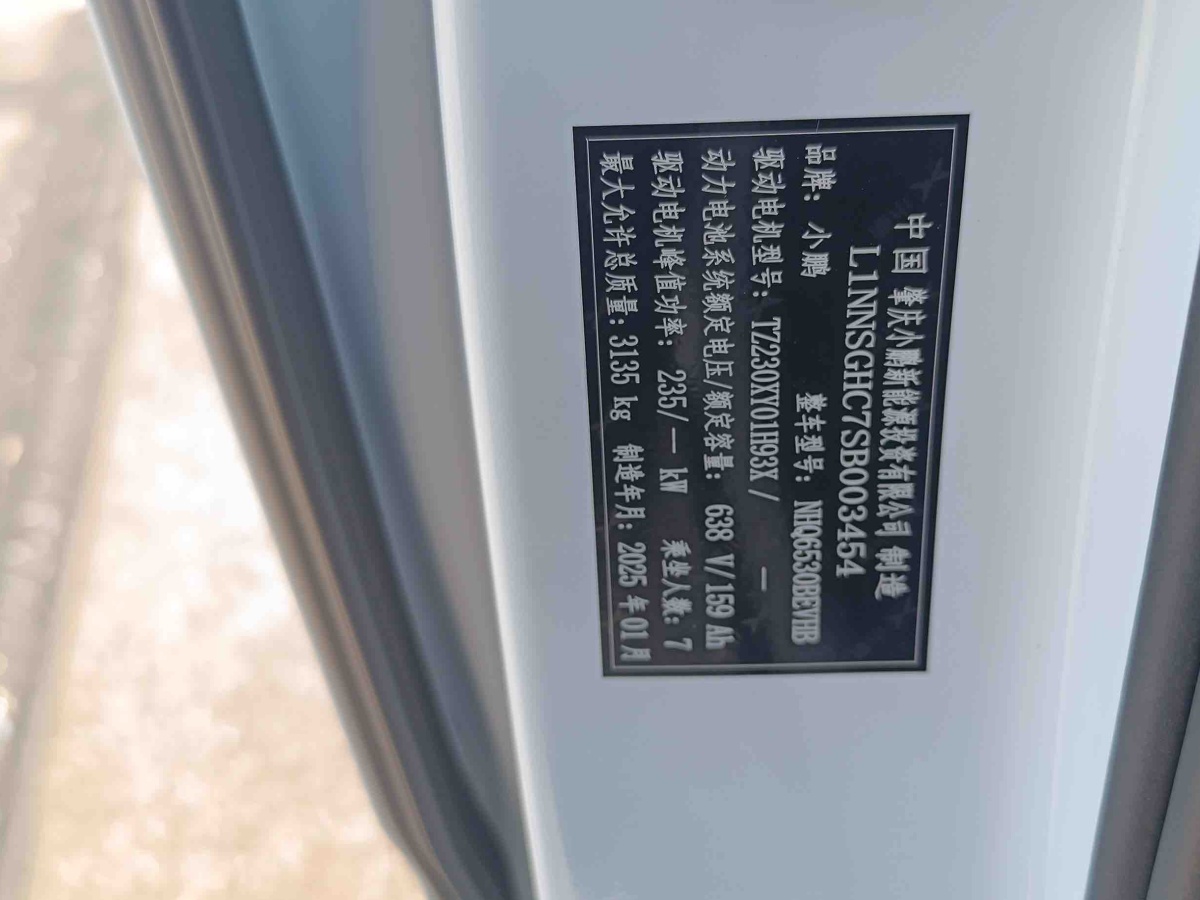 中国 肇庆小鹏新能源投资有限公司 制造
L1NNSGHC7SB003454
品牌: 小鹏 整车型号: NHQ6530BEVHB
驱动电机型号: TZ230XY01H93X / —
动力电池系统额定电压/额定容量: 638 V/159 Ah
驱动电机峰值功率: 235/— kW 乘坐人数: 7
最大允许总质量: 3135 kg 制造年月: 2025 年 01 月